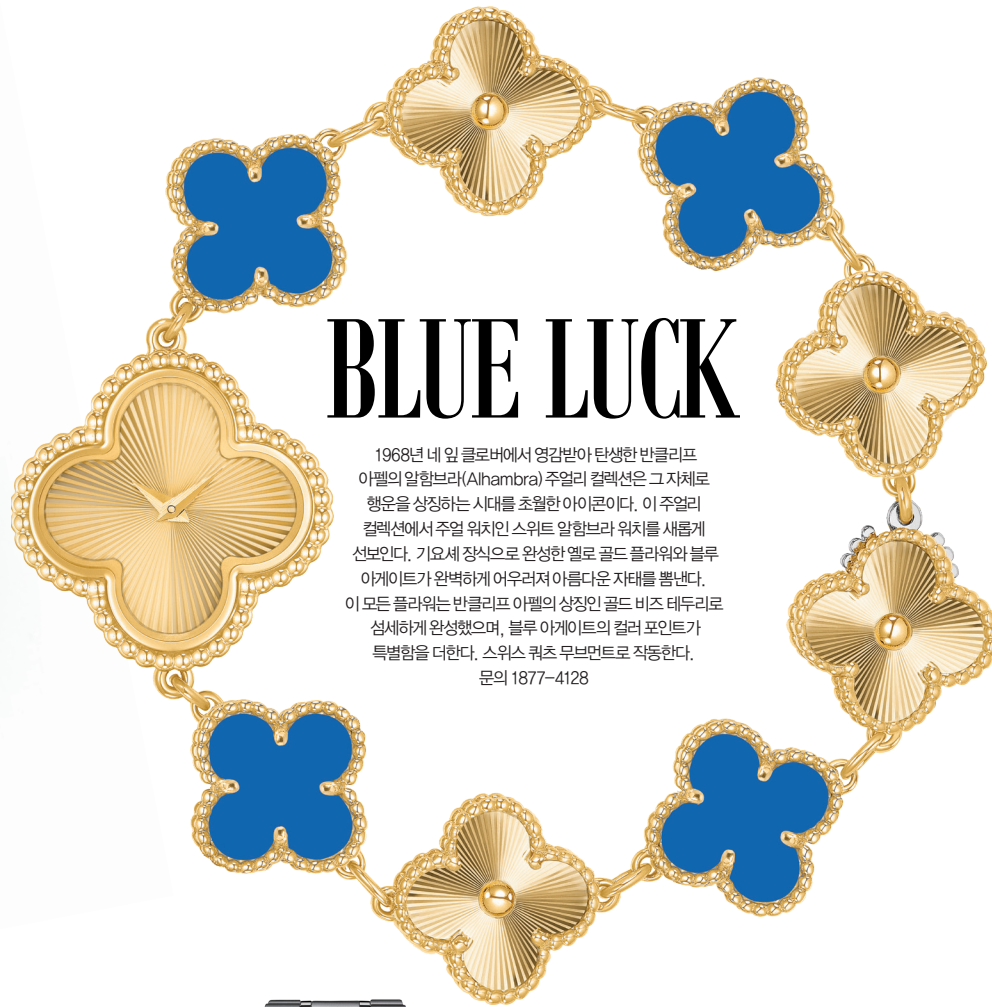 BLUE LUCK
1968년 네 잎 클로버에서 영감받아 탄생한 반클리프
아펠의 알함브라(Alhambra) 주얼리 컬렉션은 그 자체로
행운을 상징하는 시대를 초월한 아이콘이다. 이 주얼리
컬렉션에서 주얼 워치인 스위트 알함브라 워치를 새롭게
선보인다. 기요셰 장식으로 완성한 옐로 골드 플라워와 블루
아게이트가 완벽하게 어우러져 아름다운 자태를 뽐낸다.
이 모든 플라워는 반클리프 아펠의 상징인 골드 비즈 테두리로
섬세하게 완성했으며, 블루 아게이트의 컬러 포인트가
특별함을 더한다. 스위스 쿼츠 무브먼트로 작동한다.
문의 1877-4128